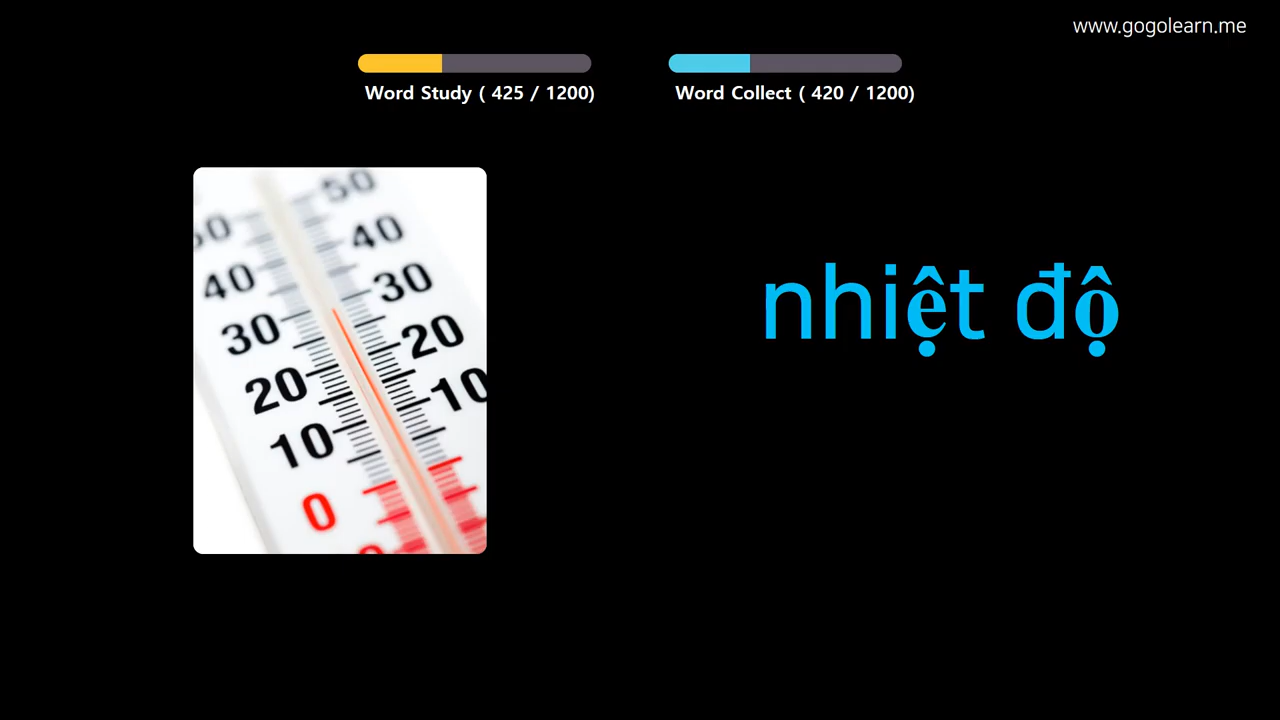 www.gogolearn.me
Word Study ( 425 / 1200)
Word Collect ( 420 / 1200)
50
50
40
40
30
30
20
20
10
10
0
nhiệt độ